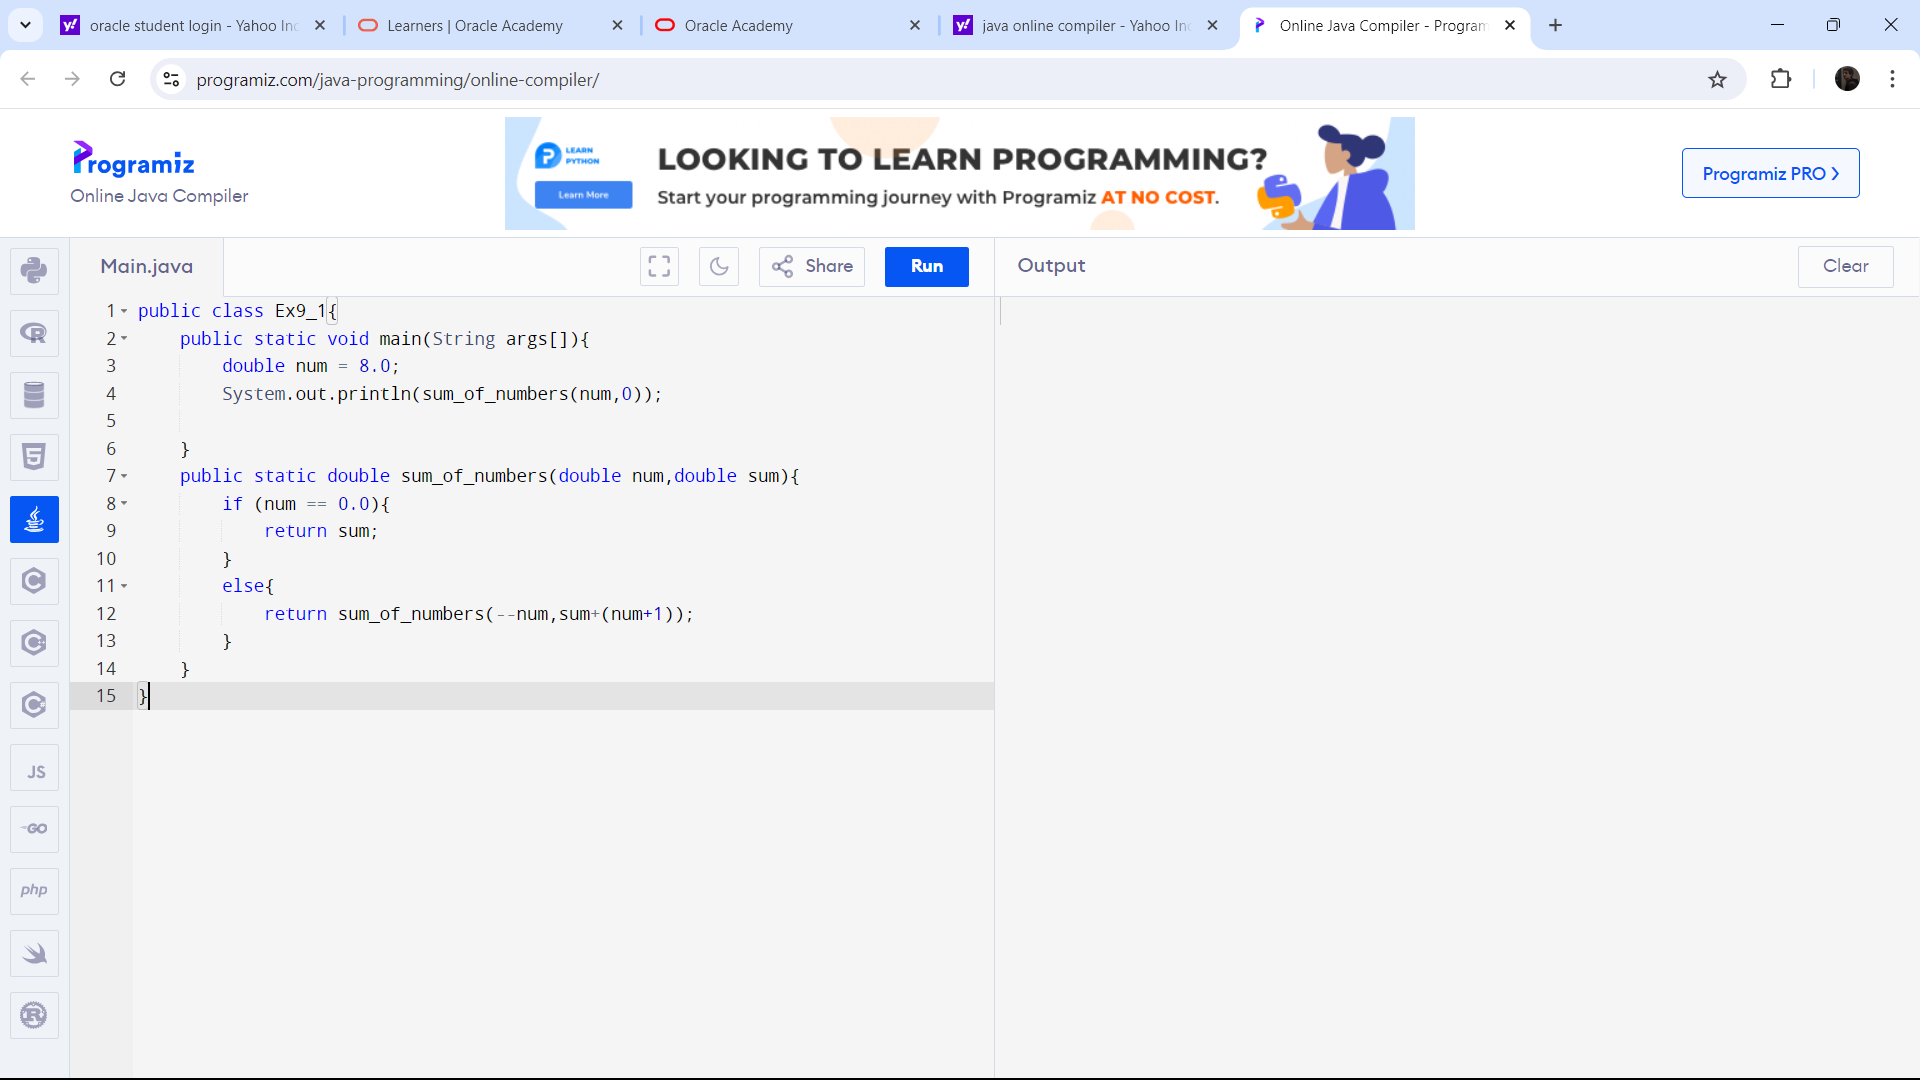 oracle student login - Yahoo Inc
Learners | Oracle Academy
Oracle Academy
java online compiler - Yahoo Inc
Online Java Compiler - Program
programiz.com/java-programming/online-compiler/
Programiz
Online Java Compiler
LEARN
PYTHON
Learn More
LOOKING TO LEARN PROGRAMMING?
Start your programming journey with Programiz AT NO COST.
Programiz PRO
Main.java
Share
Run
Output
Clear
1 public class Ex9_1{
2 public static void main(String args[]){
3 double num = 8.0;
4 System.out.println(sum_of_numbers(num,0));
5
6 }
7 public static double sum_of_numbers(double num,double sum){
8 if (num == 0.0){
9 return sum;
10 }
11 else{
12 return sum_of_numbers(--num,sum+(num+1));
13 }
14 }
15 }
JS
GO
php